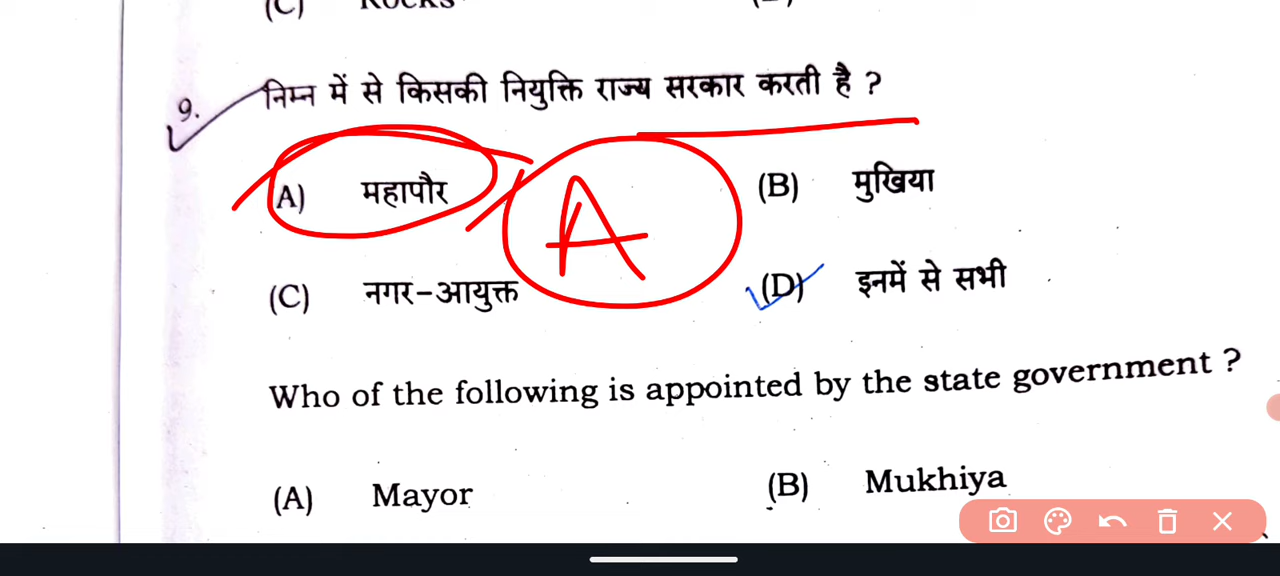 (C)
9. निम्न में से किसकी नियुक्ति राज्य सरकार करती है ?
A) महापौर (B) मुखिया
A
(C) नगर-आयुक्त (D) इनमें से सभी
Who of the following is appointed by the state government ?
(A) Mayor (B) Mukhiya